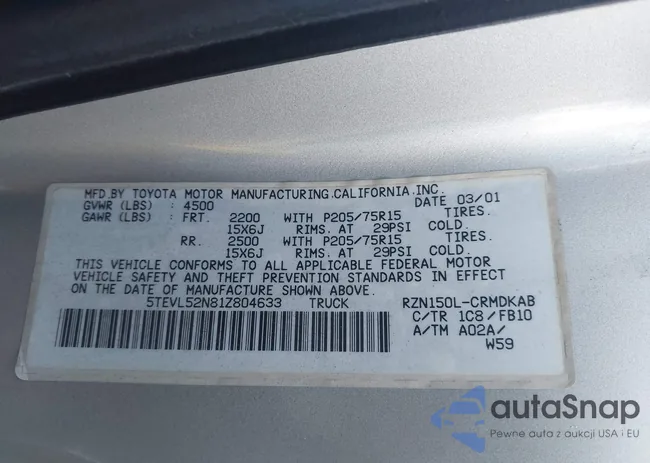 MFD.BY TOYOTA MOTOR MANUFACTURING,CALIFORNIA,INC.
GVWR (LBS) : 4500 DATE 03/01
GAWR (LBS) : FRT. 2200 WITH P205/75R15 TIRES.
15X6J RIMS. AT 29PSI COLD.
RR. 2500 WITH P205/75R15 TIRES.
15X6J RIMS. AT 29PSI COLD.
THIS VEHICLE CONFORMS TO ALL APPLICABLE FEDERAL MOTOR
VEHICLE SAFETY AND THEFT PREVENTION STANDARDS IN EFFECT
ON THE DATE OF MANUFACTURE SHOWN ABOVE.
5TEVL52N81Z804633 TRUCK RZN150L-CRMDKAB
C/TR 1C8/FB10
A/TM A02A/
W59
autaSnap
Pewne auta z aukcji USA i EU